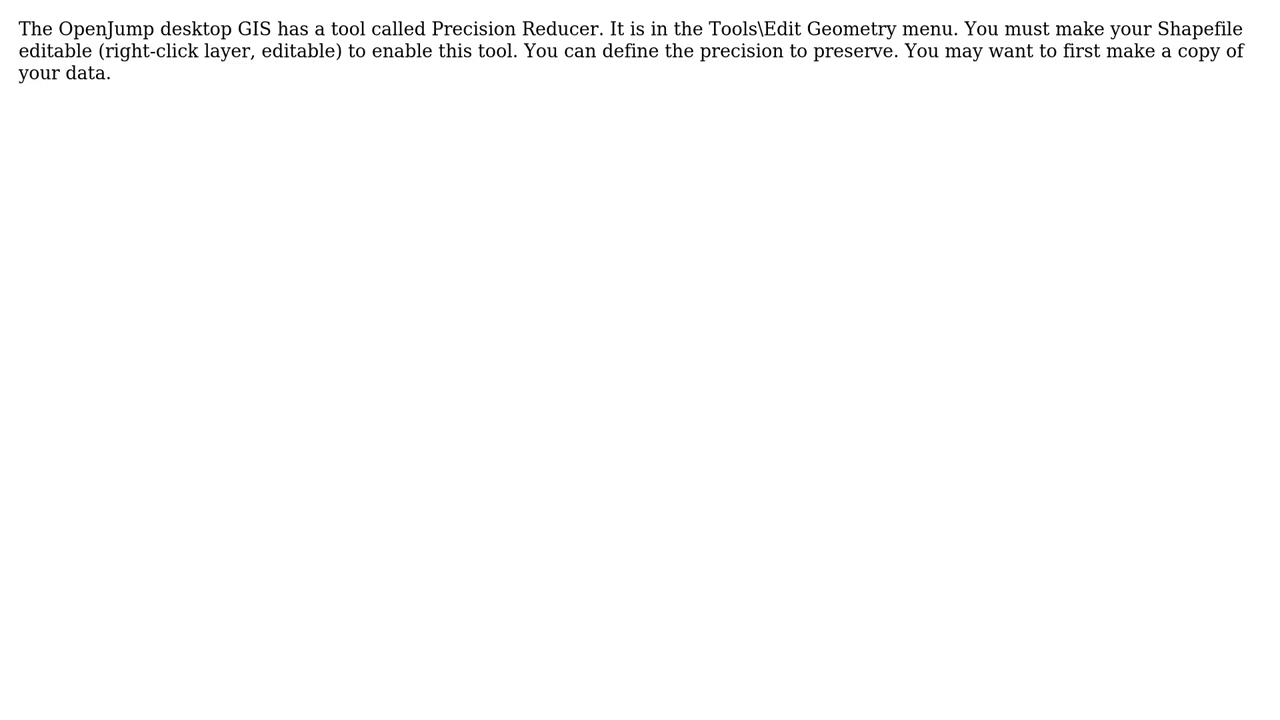 The OpenJump desktop GIS has a tool called Precision Reducer. It is in the Tools\Edit Geometry menu. You must make your Shapefile
editable (right-click layer, editable) to enable this tool. You can define the precision to preserve. You may want to first make a copy of
your data.